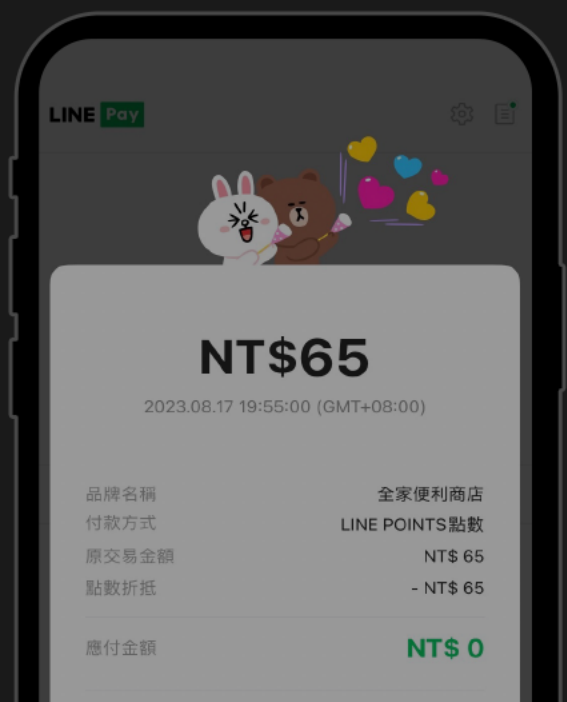 LINE Pay
NT$65
2023.08.17 19:55:00 (GMT+08:00)
品牌名稱 全家便利商店
付款方式 LINE POINTS點數
原交易金額 NT$ 65
點數折抵 - NT$ 65
應付金額 NT$ 0